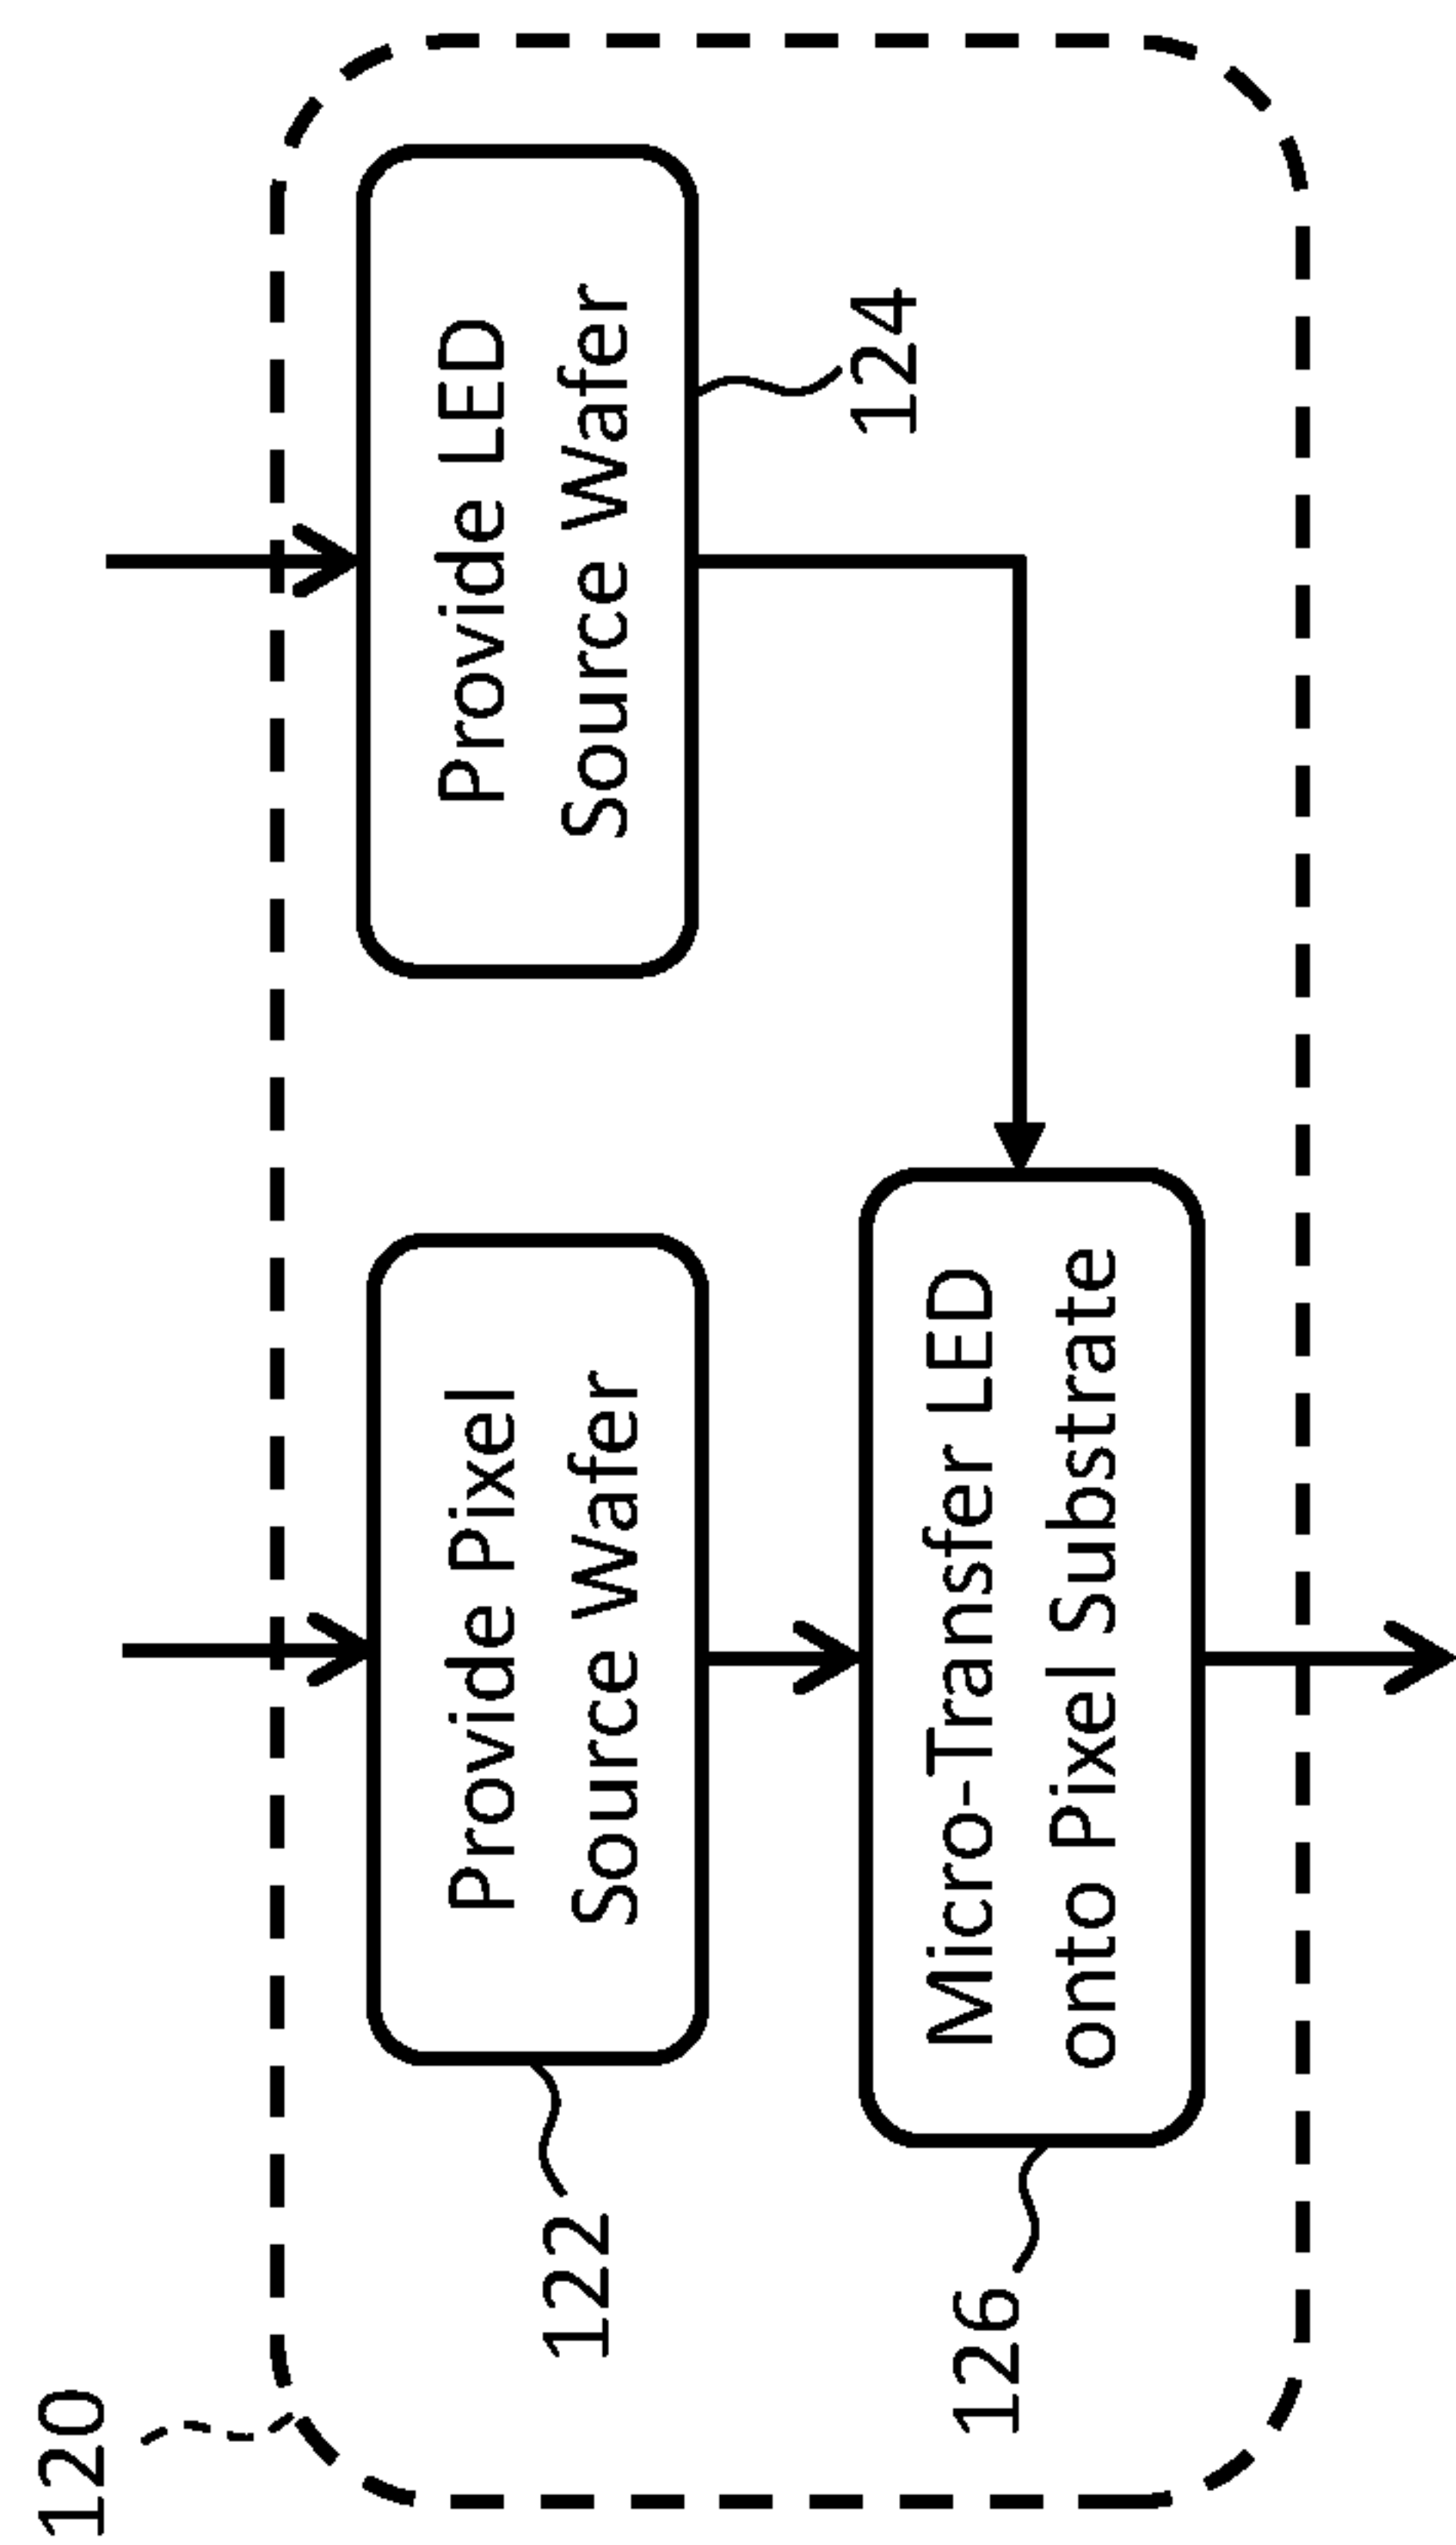 120
Provide Pixel
Source Wafer
122
Provide LED
Source Wafer
124
Micro-Transfer LED
onto Pixel Substrate
126